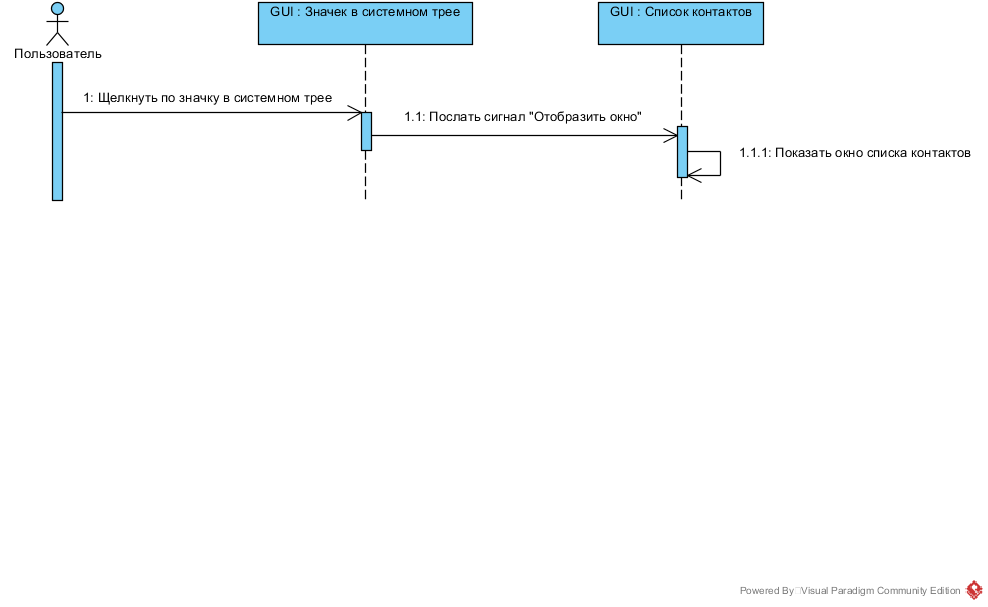 GUI : Значек в системном трее
GUI : Список контактов
Пользователь
1: Щелкнуть по значку в системном трее
1.1: Послать сигнал "Отобразить окно"
1.1.1: Показать окно списка контактов
Powered By Visual Paradigm Community Edition